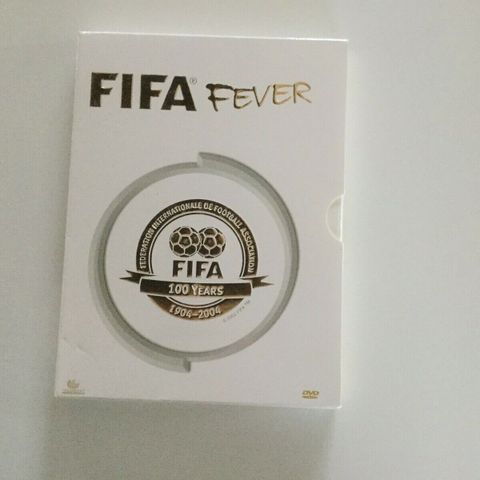 FIFA® FEVER
FEDERATION INTERNATIONALE DE FOOTBALL ASSOCIATION
FIFA
100 YEARS
1904-2004
DVD